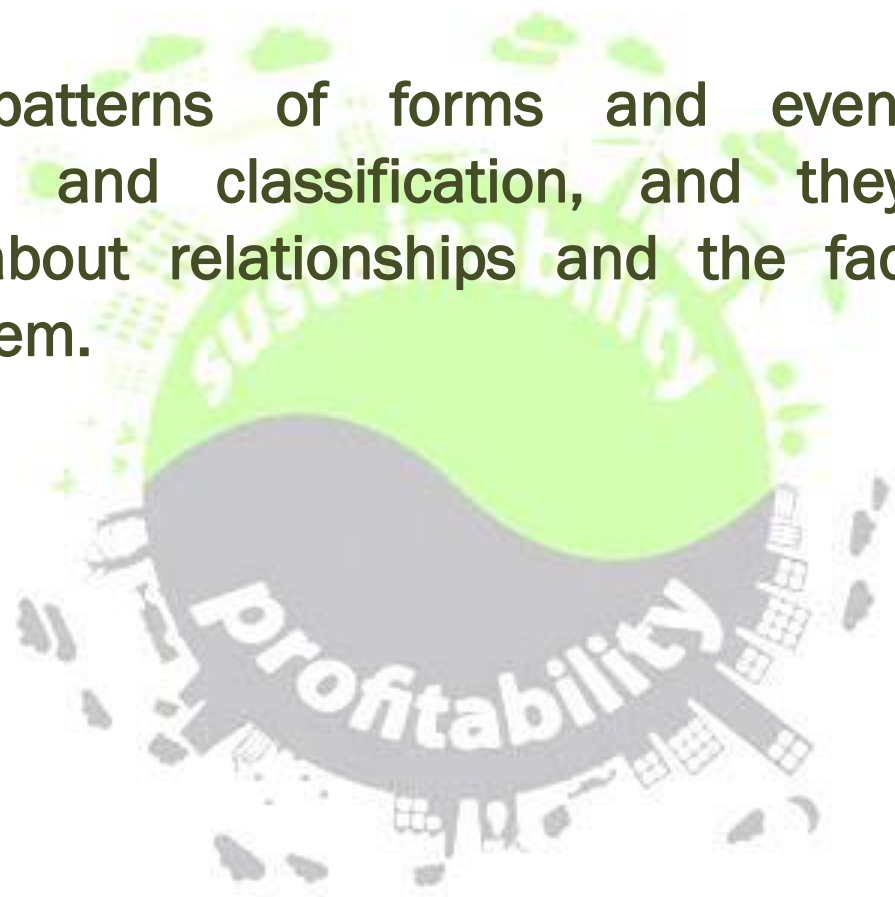 patterns of forms and even
and classification, and they
about relationships and the fac
em.
sustainability
profitability